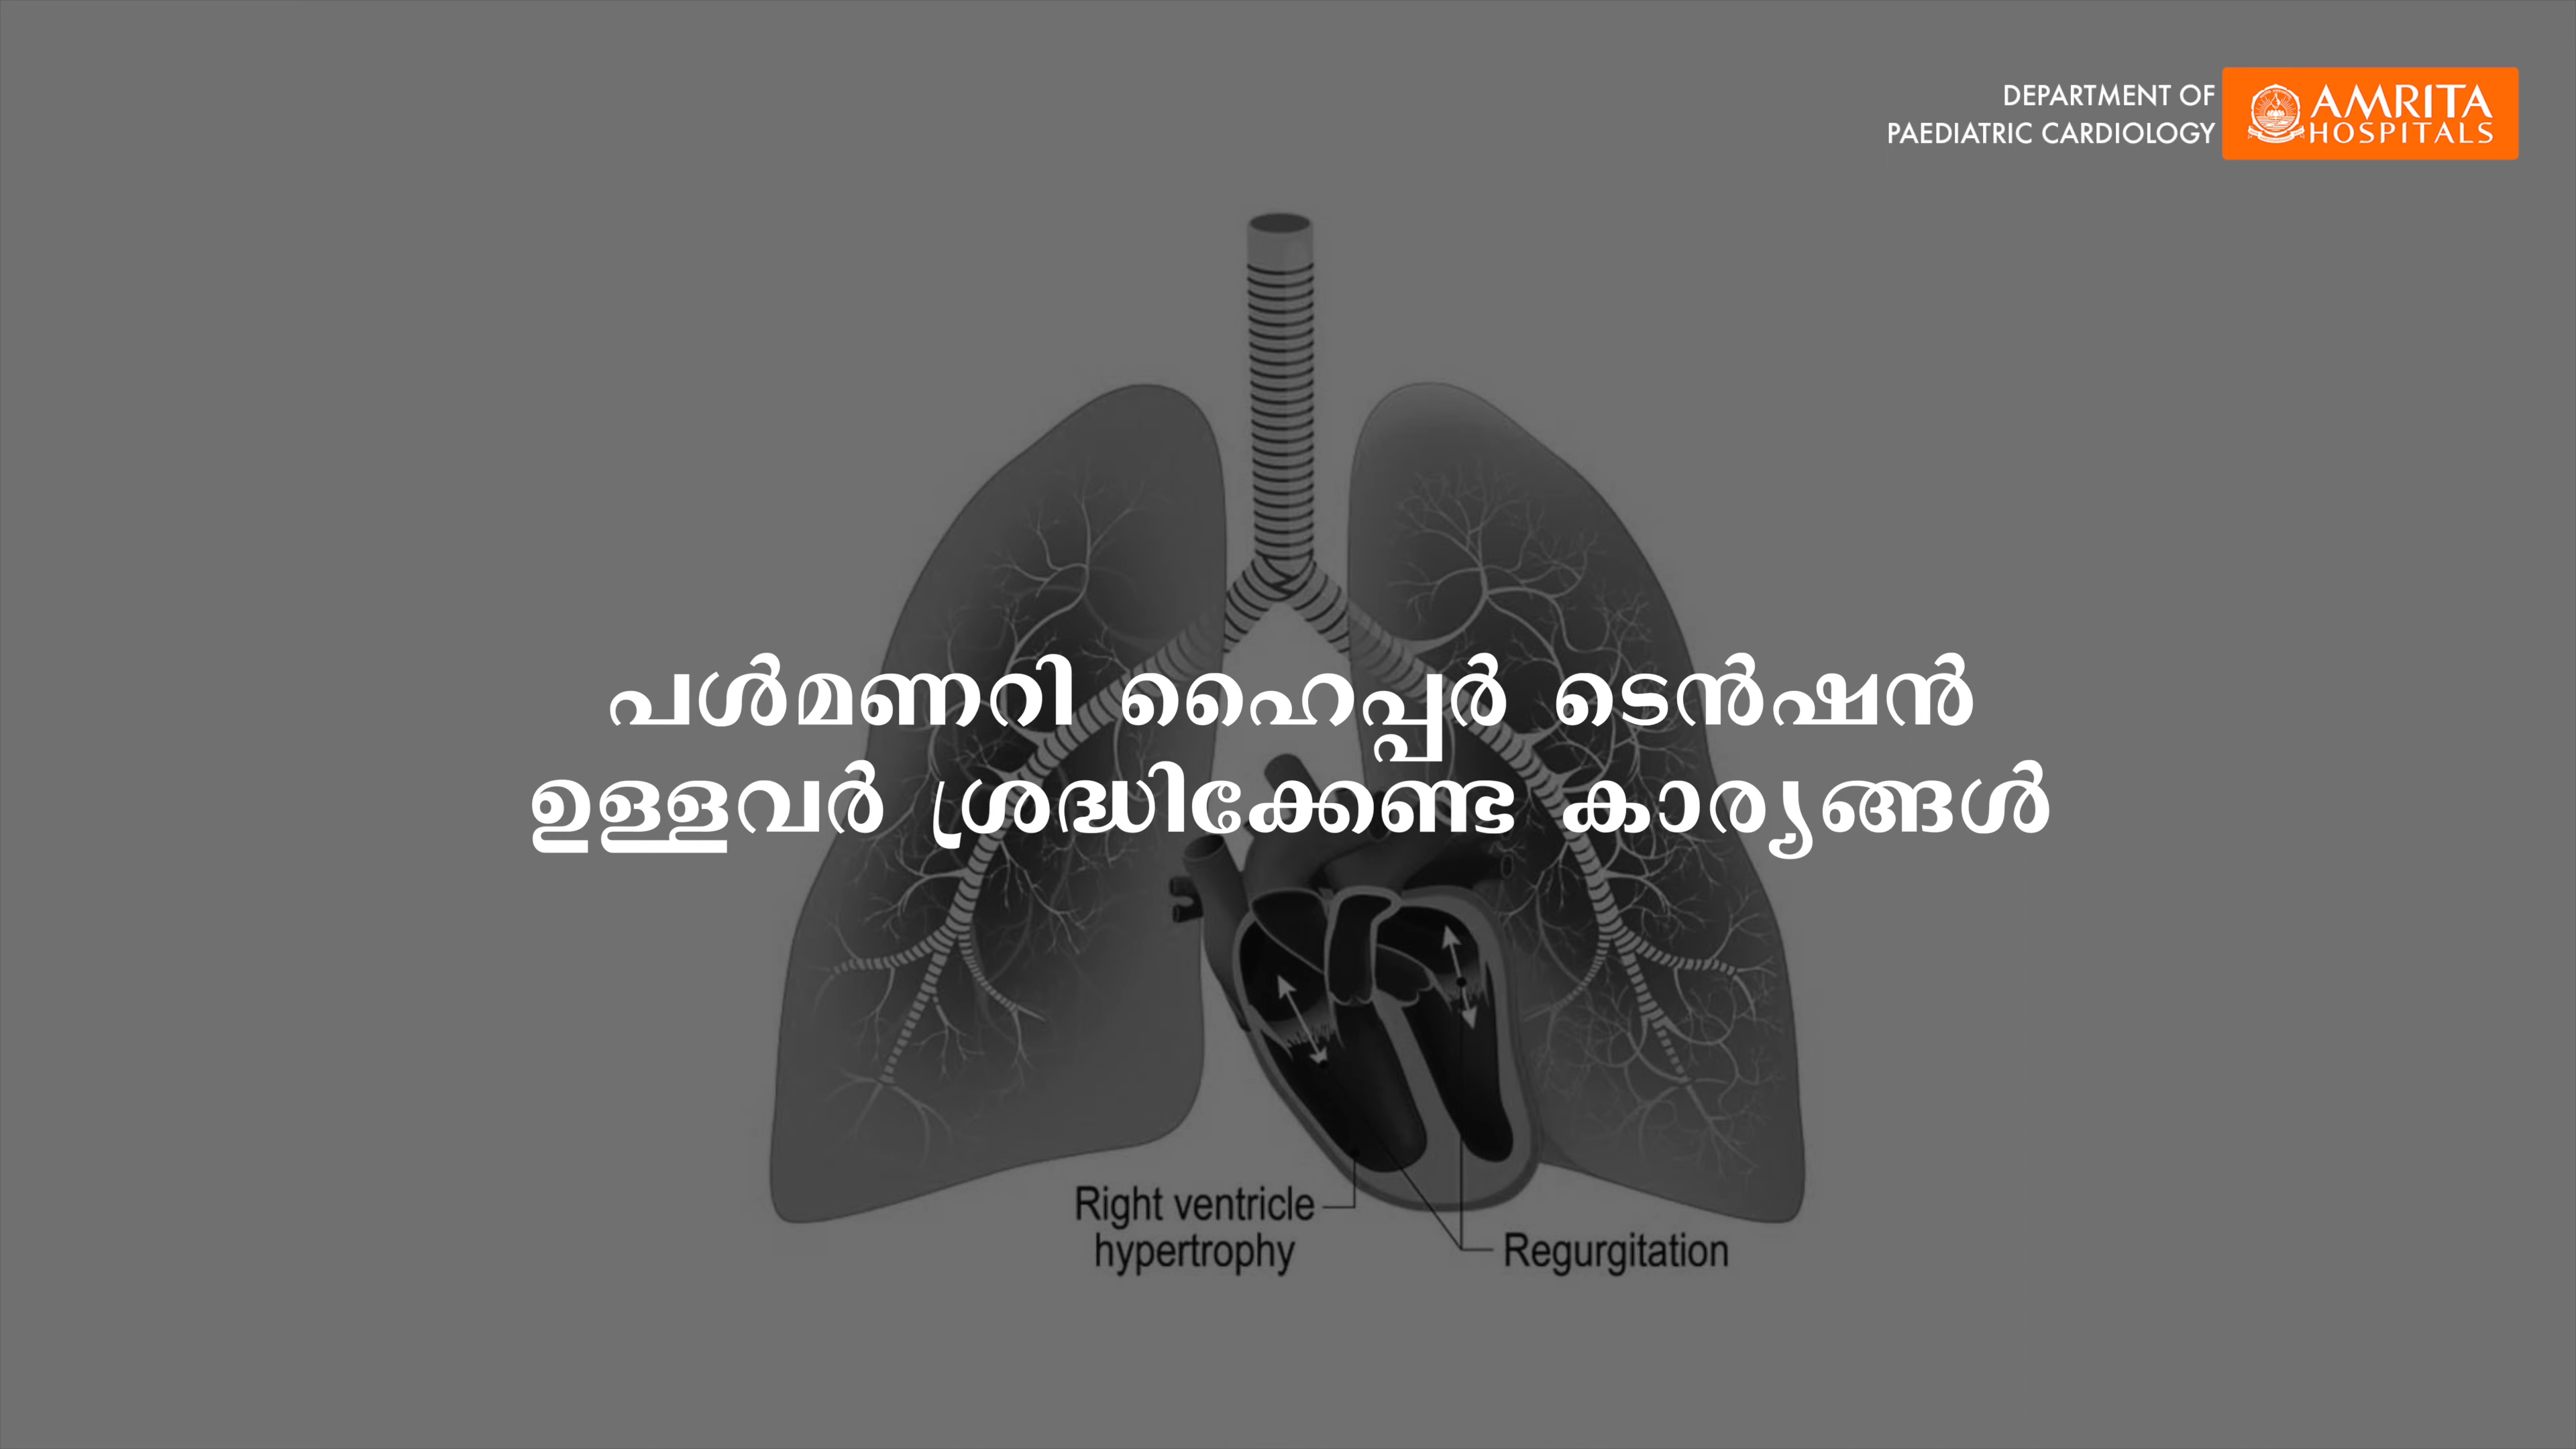 DEPARTMENT OF
PAEDIATRIC CARDIOLOGY
AMRITA
HOSPITALS
പൾമണറി ഹൈപ്പർ ടെൻഷൻ
ഉള്ളവർ ശ്രദ്ധിക്കേണ്ട കാര്യങ്ങൾ
Right ventricle
hypertrophy
Regurgitation